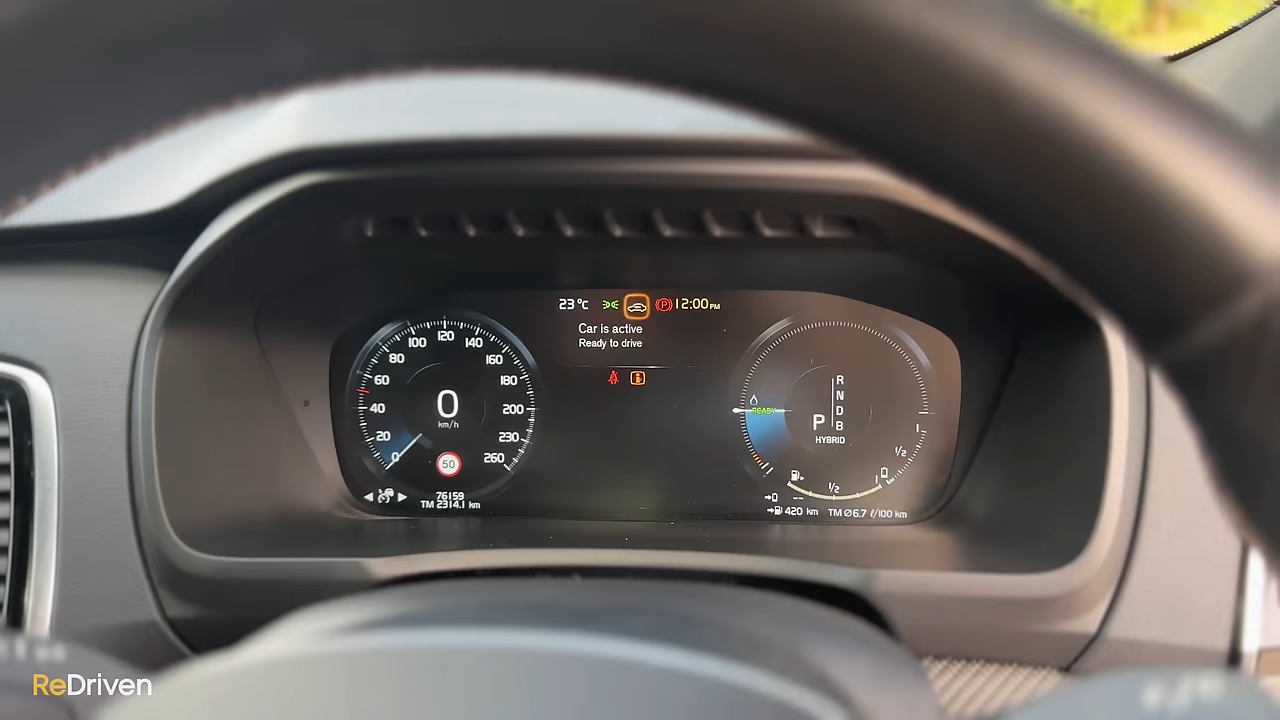 23 °C
12:00 PM
Car is active
Ready to drive
0
20
40
60
80
100
120
140
160
180
200
230
260
0
km/h
50
76159
TM 2314.1 km
READY
R
N
D
B
P
HYBRID
1
1/2
1/2
1
--
420 km
TM Ø6.7 ℓ/100 km
ReDriven